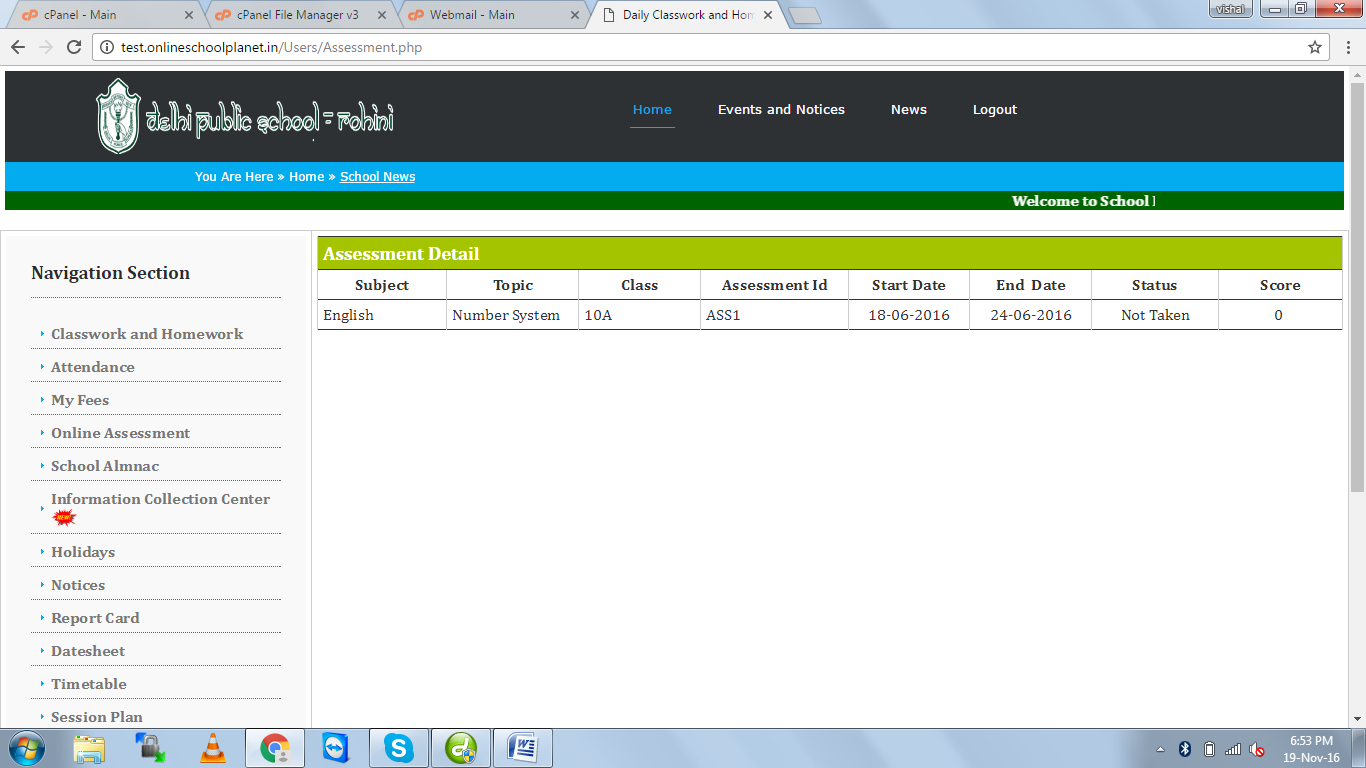 cPanel - Main
cPanel File Manager v3
Webmail - Main
Daily Classwork and Hom
vishal
test.onlineschoolplanet.in/Users/Assessment.php
delhi public school - rohini
Home
Events and Notices
News
Logout
You Are Here » Home » School News
Welcome to School
Navigation Section
Classwork and Homework
Attendance
My Fees
Online Assessment
School Almnac
Information Collection Center
NEW!
Holidays
Notices
Report Card
Datesheet
Timetable
Session Plan
Assessment Detail
Subject Topic Class Assessment Id Start Date End Date Status Score
English Number System 10A ASS1 18-06-2016 24-06-2016 Not Taken 0
6:53 PM
19-Nov-16